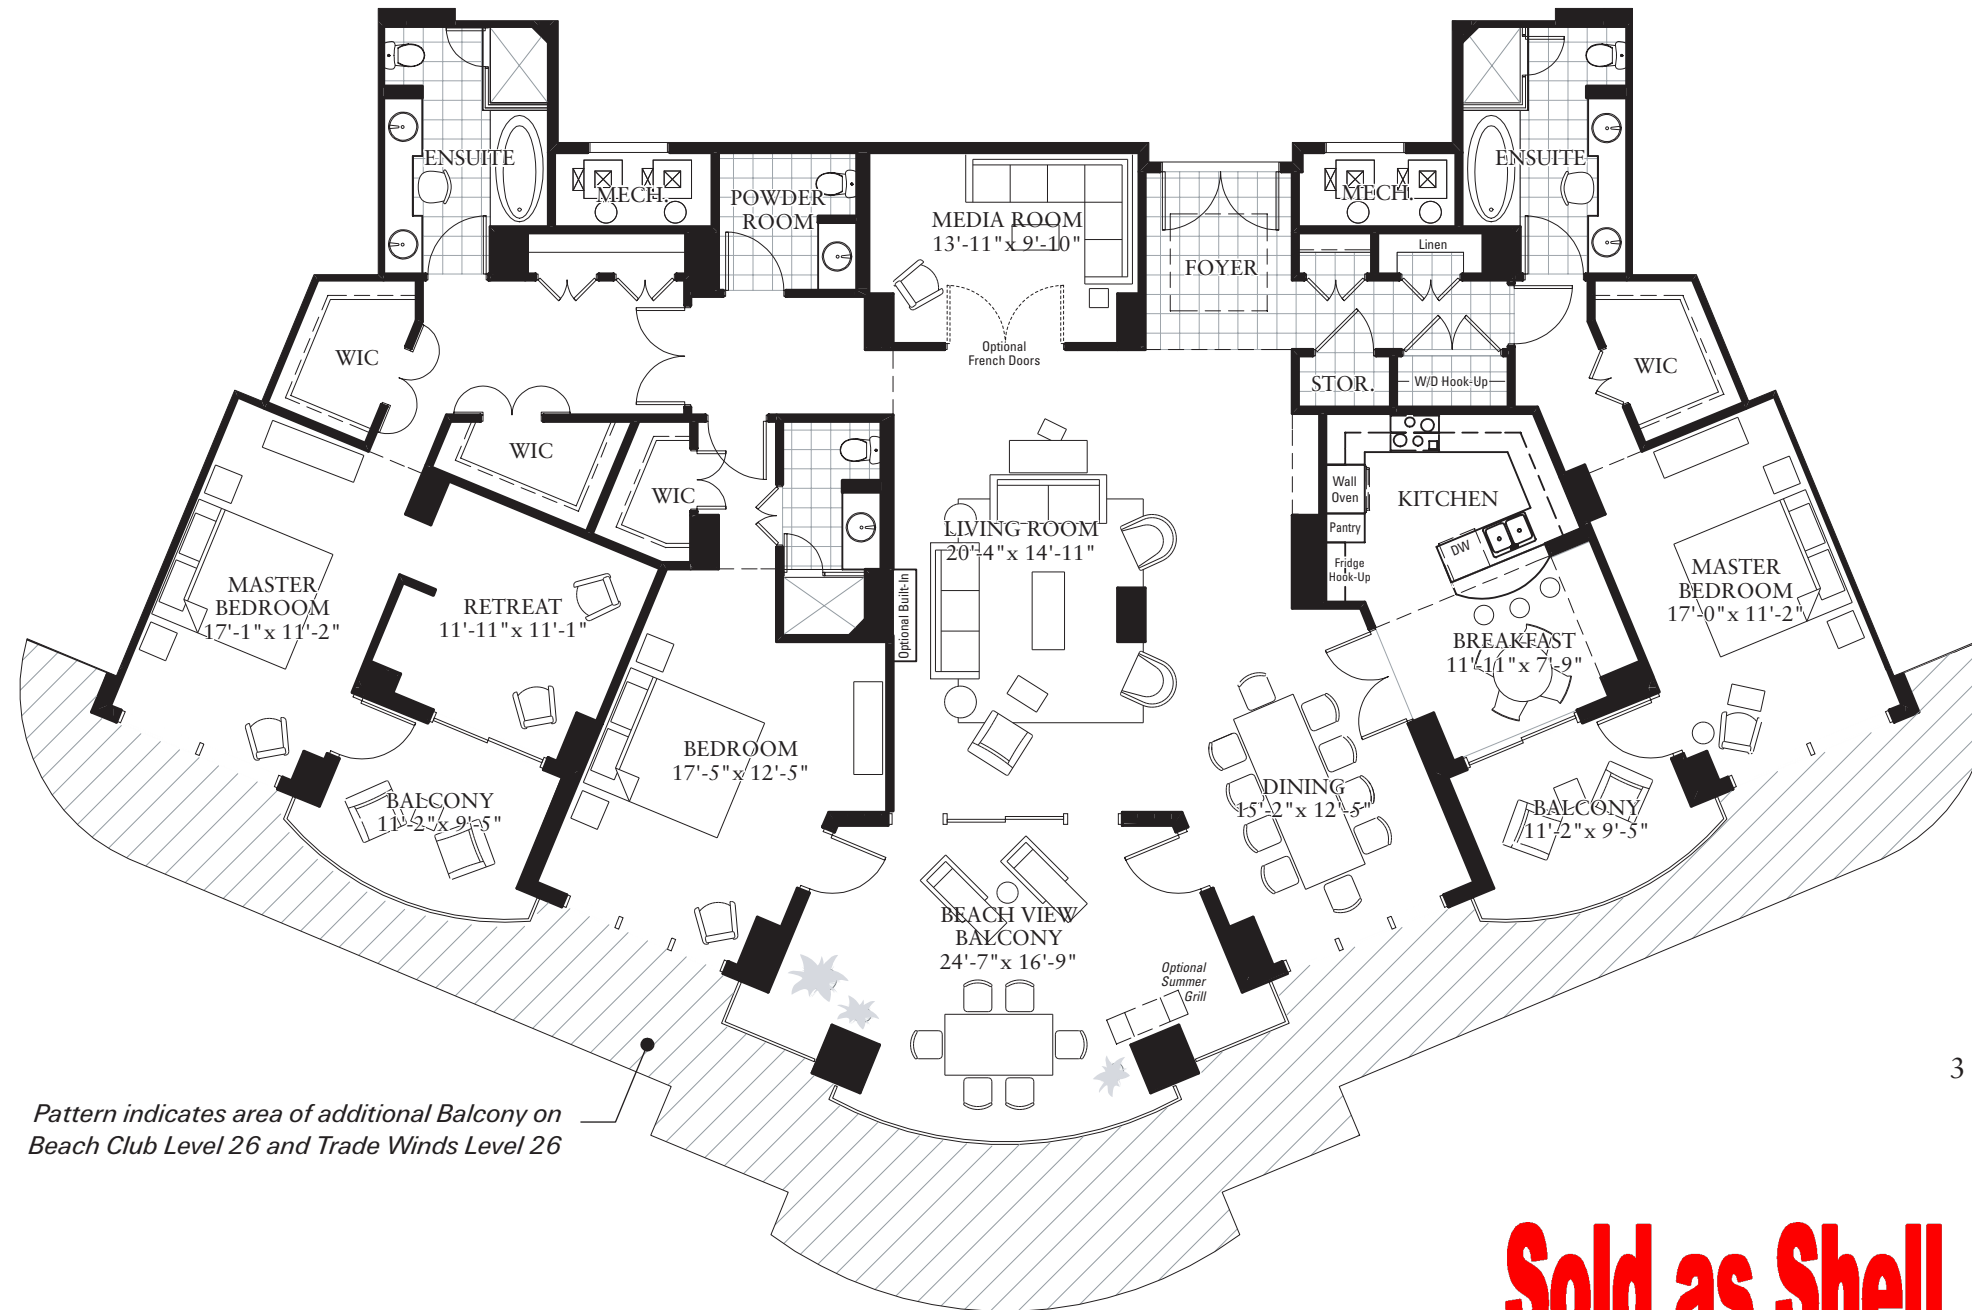 ENSUITE
MECH.
POWDER
ROOM
MEDIA ROOM
13'-11" x 9'-10"
FOYER
MECH.
ENSUITE
Linen
WIC
Optional
French Doors
STOR.
W/D Hook-Up
WIC
WIC
WIC
Wall
Oven
Pantry
Fridge
Hook-Up
KITCHEN
DW
LIVING ROOM
20'-4" x 14'-11"
Optional Built-In
MASTER
BEDROOM
17'-1" x 11'-2"
RETREAT
11'-11" x 11'-1"
BREAKFAST
11'-11" x 7'-9"
MASTER
BEDROOM
17'-0" x 11'-2"
BEDROOM
17'-5" x 12'-5"
DINING
15'-2" x 12'-5"
BALCONY
11'-2" x 9'-5"
BALCONY
11'-2" x 9'-5"
BEACH VIEW
BALCONY
24'-7" x 16'-9"
Optional
Summer
Grill
3
Pattern indicates area of additional Balcony on
Beach Club Level 26 and Trade Winds Level 26
Sold as Shell